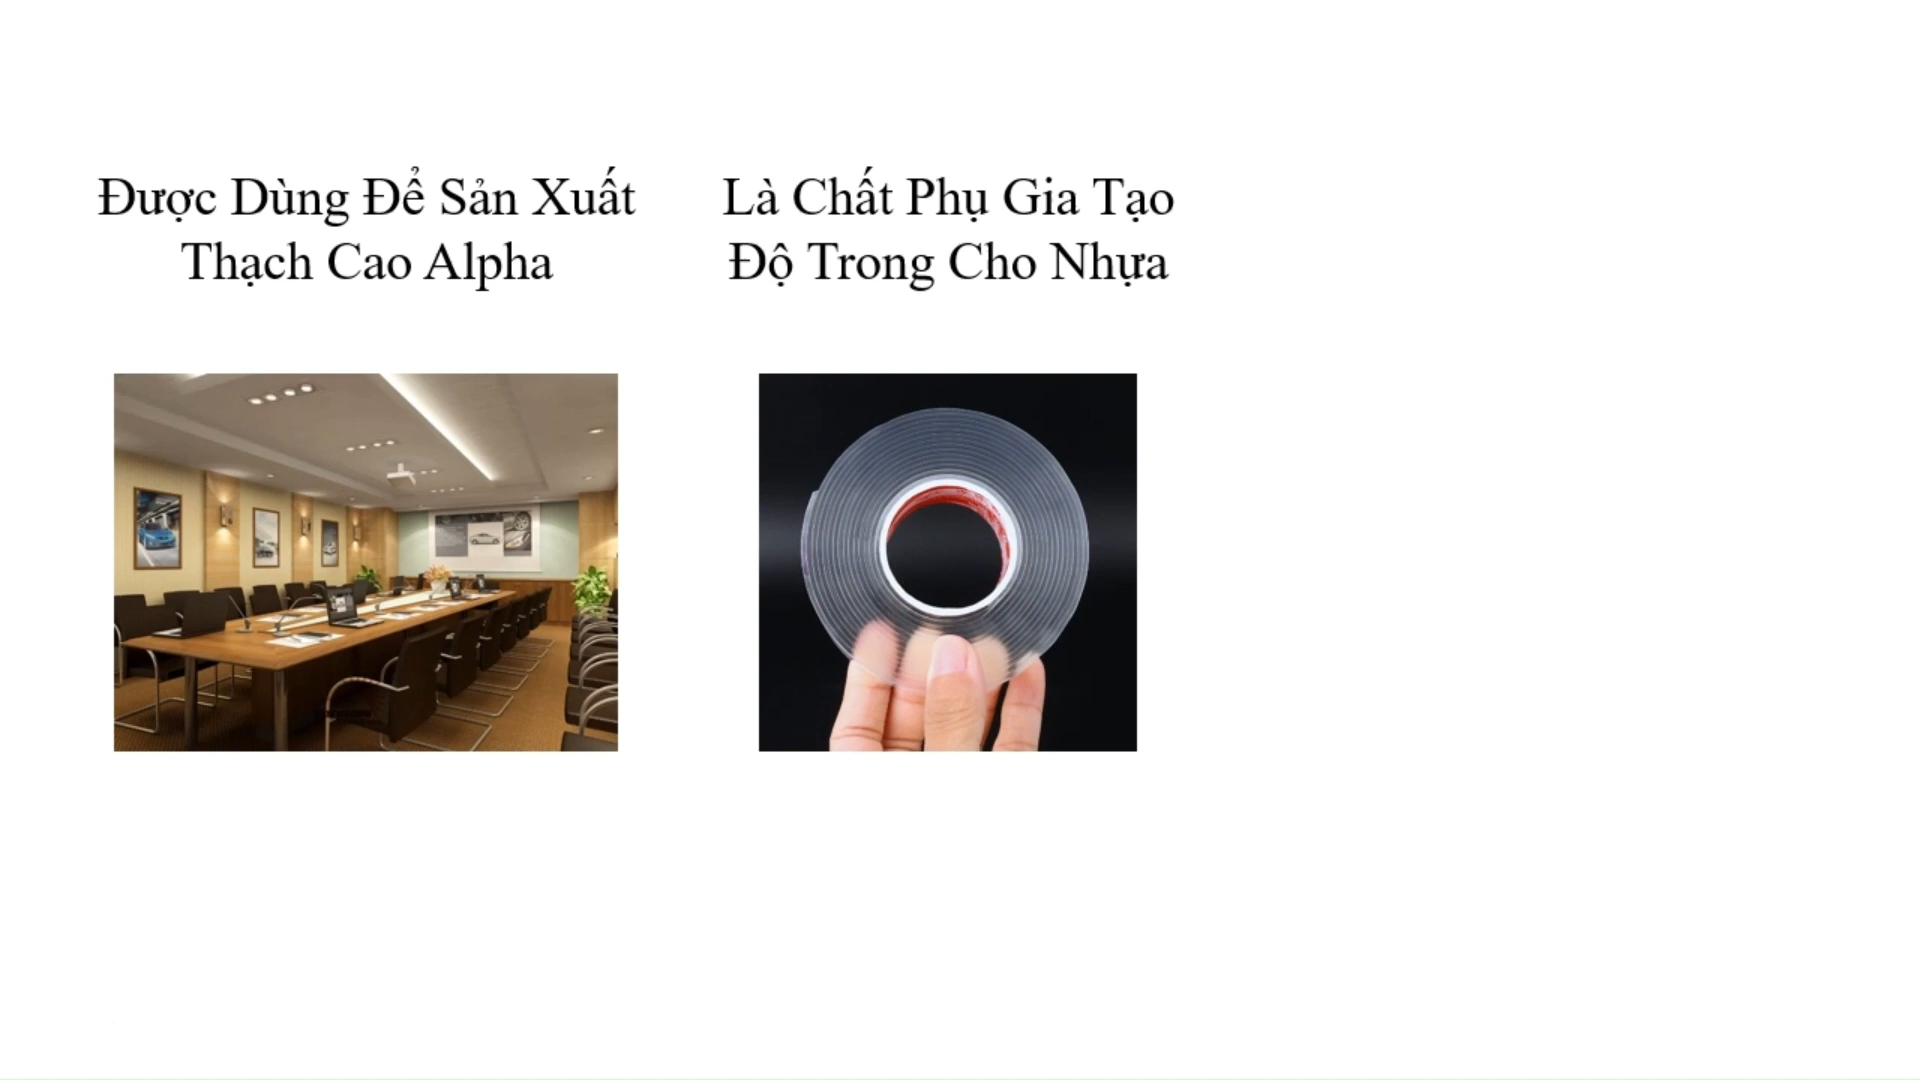 Được Dùng Để Sản Xuất
Thạch Cao Alpha
Là Chất Phụ Gia Tạo
Độ Trong Cho Nhựa